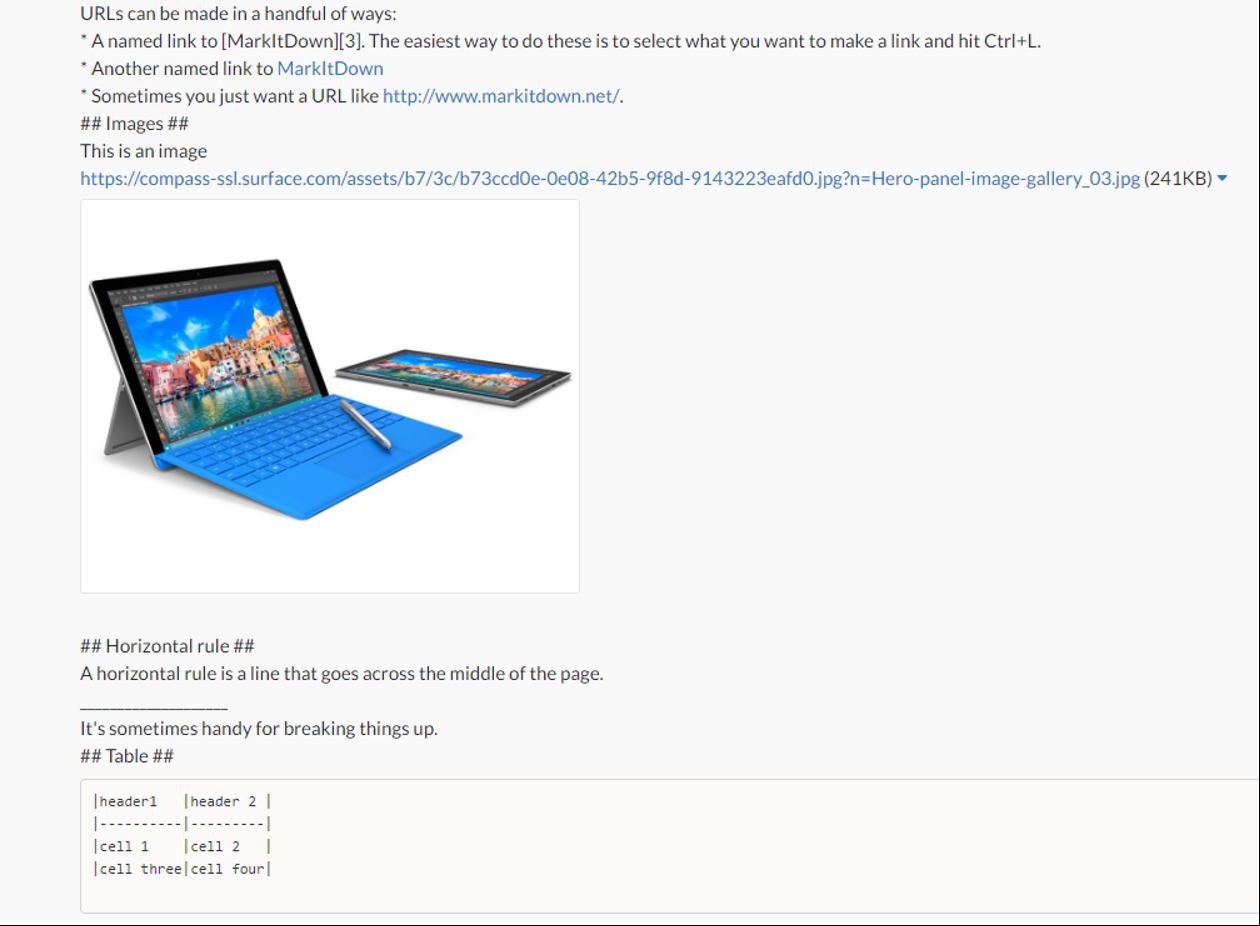 URLs can be made in a handful of ways:
* A named link to [MarkItDown][3]. The easiest way to do these is to select what you want to make a link and hit Ctrl+L.
* Another named link to MarkItDown
* Sometimes you just want a URL like http://www.markitdown.net/.
## Images ##
This is an image
https://compass-ssl.surface.com/assets/b7/3c/b73ccd0e-0e08-42b5-9f8d-9143223eafd0.jpg?n=Hero-panel-image-gallery_03.jpg (241KB)
## Horizontal rule ##
A horizontal rule is a line that goes across the middle of the page.
________________
It's sometimes handy for breaking things up.
## Table ##
|header1   |header 2 |
|----------|---------|
|cell 1    |cell 2   |
|cell three|cell four|